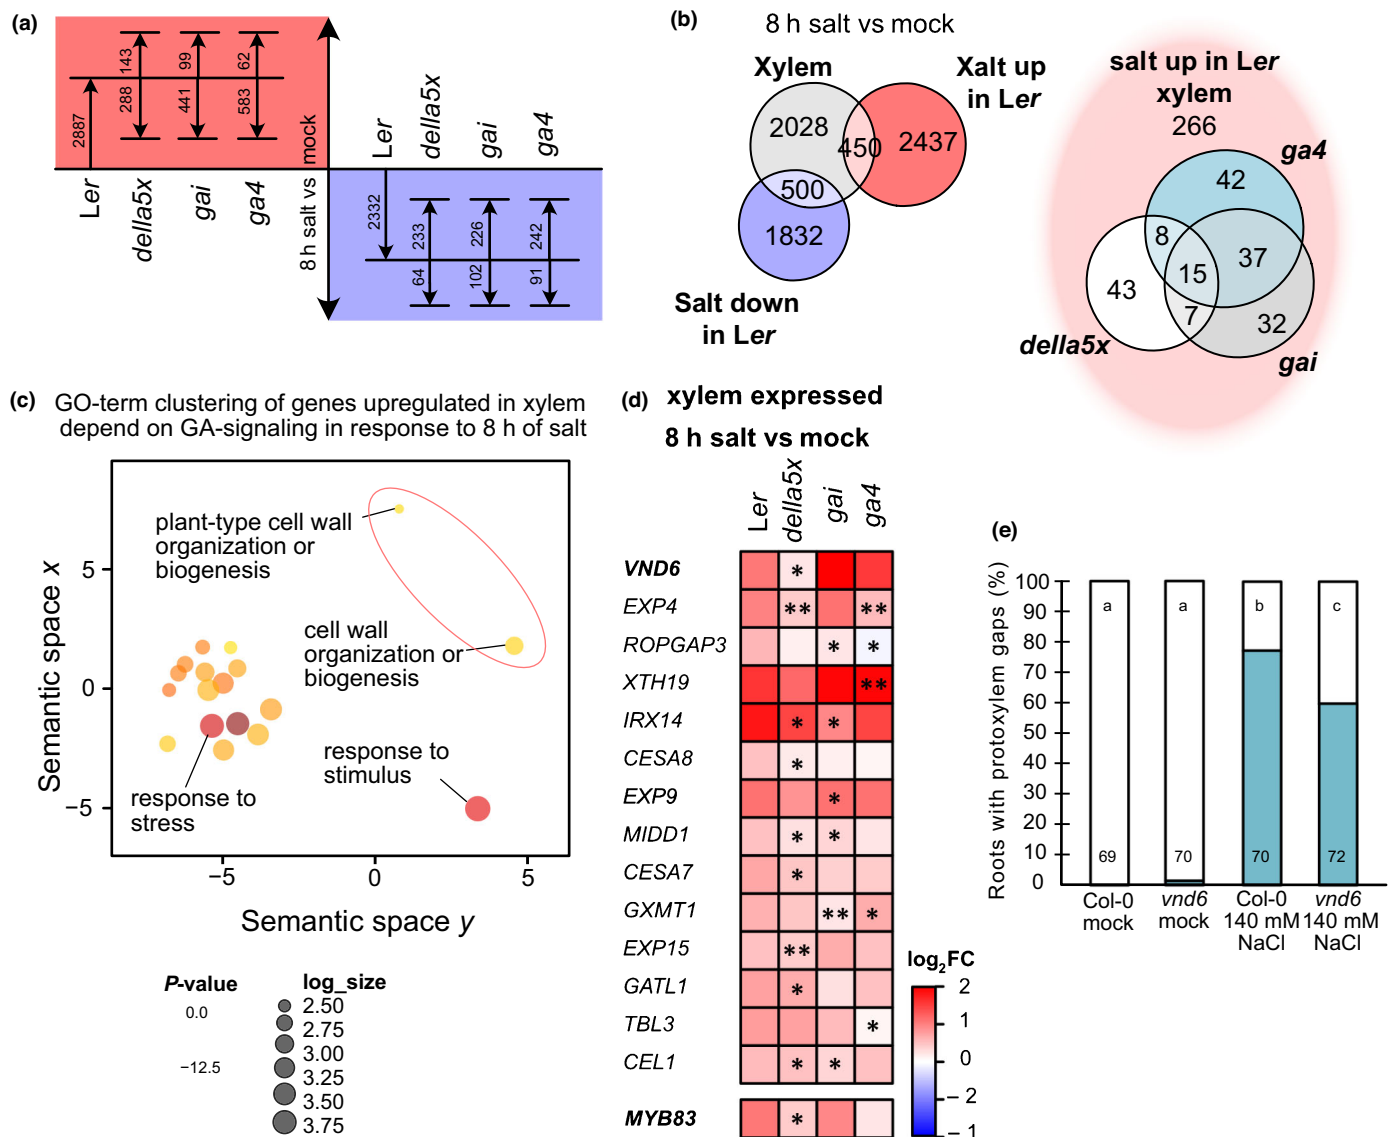 (a)
143
99
62
288
441
583
2887
8 h salt vs mock
Ler
della5x
gai
ga4
Ler
della5x
gai
ga4
2332
233
226
242
64
102
91
(b)
8 h salt vs mock
Xylem
Xalt up
in Ler
2028
450
2437
500
1832
Salt down
in Ler
salt up in Ler
xylem
266
ga4
42
8
15
37
43
7
32
della5x
gai
(c)
GO-term clustering of genes upregulated in xylem
depend on GA-signaling in response to 8 h of salt
plant-type cell wall
organization or
biogenesis
cell wall
organization or
biogenesis
response to
stimulus
response to
stress
Semantic space x
5
0
−5
−5
0
5
Semantic space y
P-value
0.0
−12.5
log_size
2.50
2.75
3.00
3.25
3.50
3.75
(d)
xylem expressed
8 h salt vs mock
Ler
della5x
gai
ga4
VND6 *
EXP4 ** **
ROPGAP3 * *
XTH19 **
IRX14 * *
CESA8 *
EXP9 *
MIDD1 * *
CESA7 *
GXMT1 ** *
EXP15 **
GATL1 *
TBL3 *
CEL1 * *
MYB83 *
log2FC
2
1
0
– 2
– 1
(e)
Roots with protoxylem gaps (%)
100
90
80
70
60
50
40
30
20
10
0
a
a
b
c
69
70
70
72
Col-0
mock
vnd6
mock
Col-0
140 mM
NaCl
vnd6
140 mM
NaCl